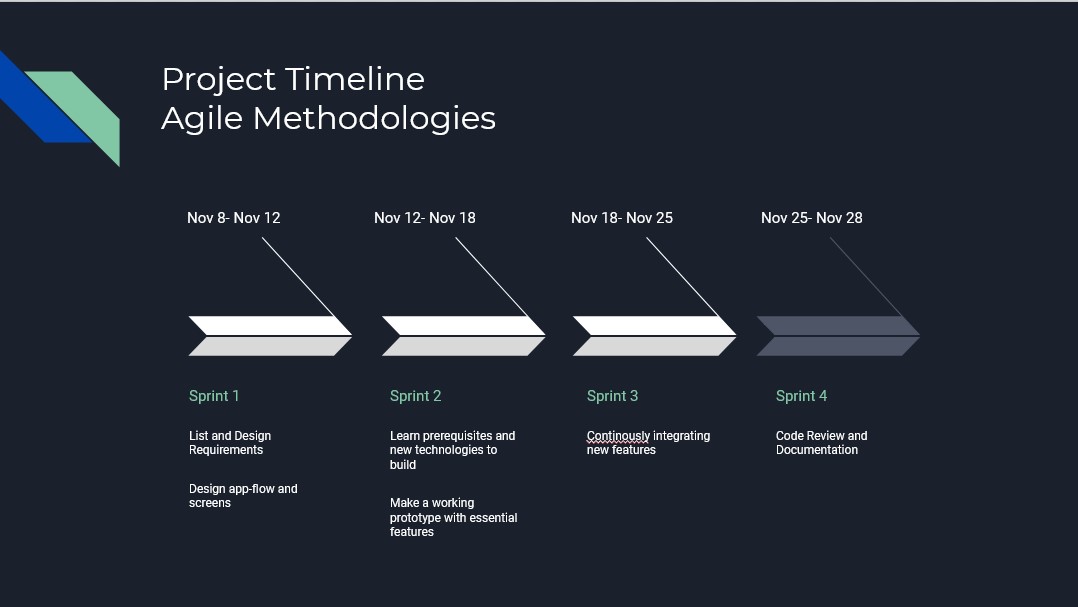 Project Timeline
Agile Methodologies
Nov 8- Nov 12
Nov 12- Nov 18
Nov 18- Nov 25
Nov 25- Nov 28
Sprint 1
List and Design
Requirements
Design app-flow and
screens
Sprint 2
Learn prerequisites and
new technologies to
build
Make a working
prototype with essential
features
Sprint 3
Continously integrating
new features
Sprint 4
Code Review and
Documentation